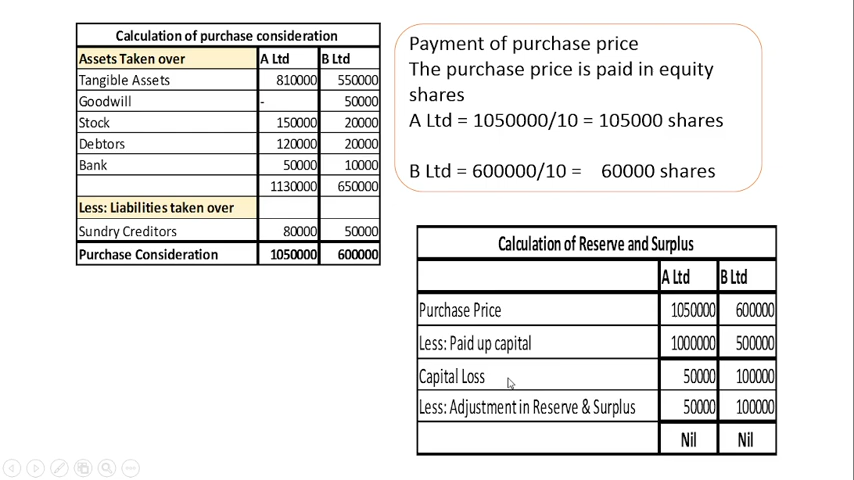 Calculation of purchase consideration
Assets Taken over A Ltd B Ltd
Tangible Assets 810000 550000
Goodwill - 50000
Stock 150000 20000
Debtors 120000 20000
Bank 50000 10000
1130000 650000
Less: Liabilities taken over
Sundry Creditors 80000 50000
Purchase Consideration 1050000 600000
Payment of purchase price
The purchase price is paid in equity
shares
A Ltd = 1050000/10 = 105000 shares
B Ltd = 600000/10 = 60000 shares
Calculation of Reserve and Surplus
A Ltd B Ltd
Purchase Price 1050000 600000
Less: Paid up capital 1000000 500000
Capital Loss 50000 100000
Less: Adjustment in Reserve & Surplus 50000 100000
Nil Nil